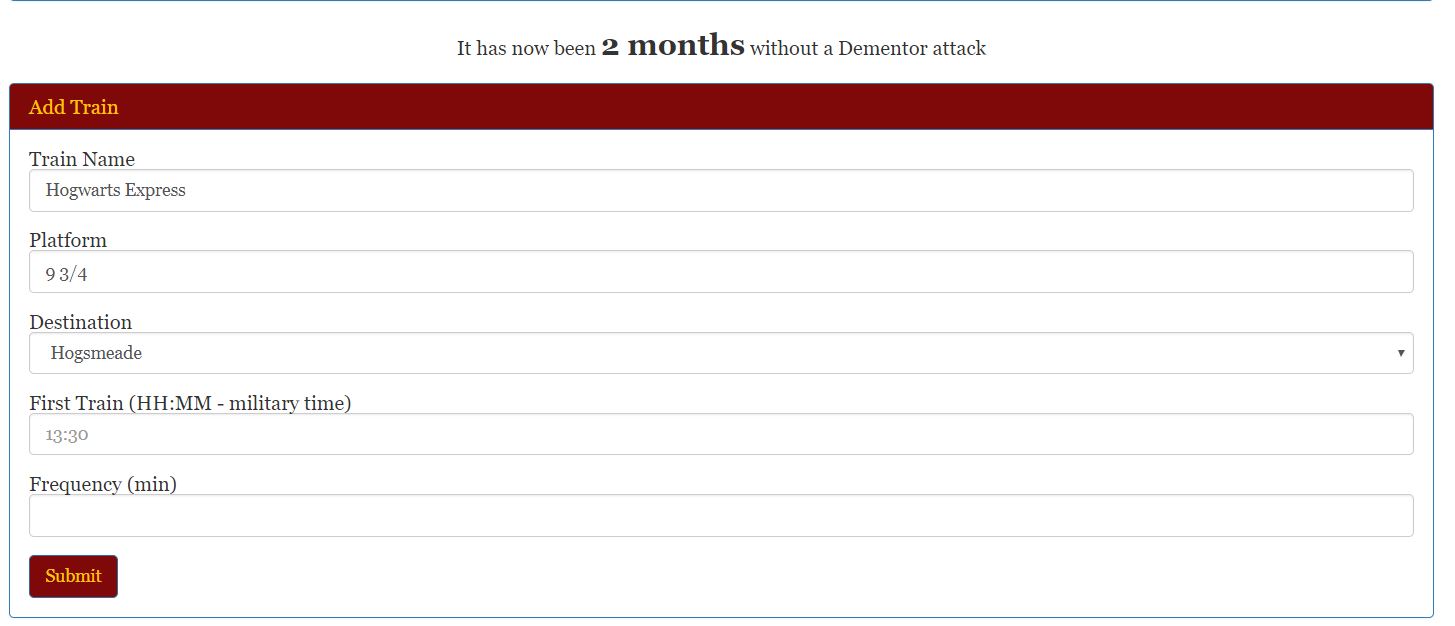 It has now been 2 months without a Dementor attack
Add Train
Train Name
Hogwarts Express
Platform
9 3/4
Destination
Hogsmeade
First Train (HH:MM - military time)
13:30
Frequency (min)
Submit